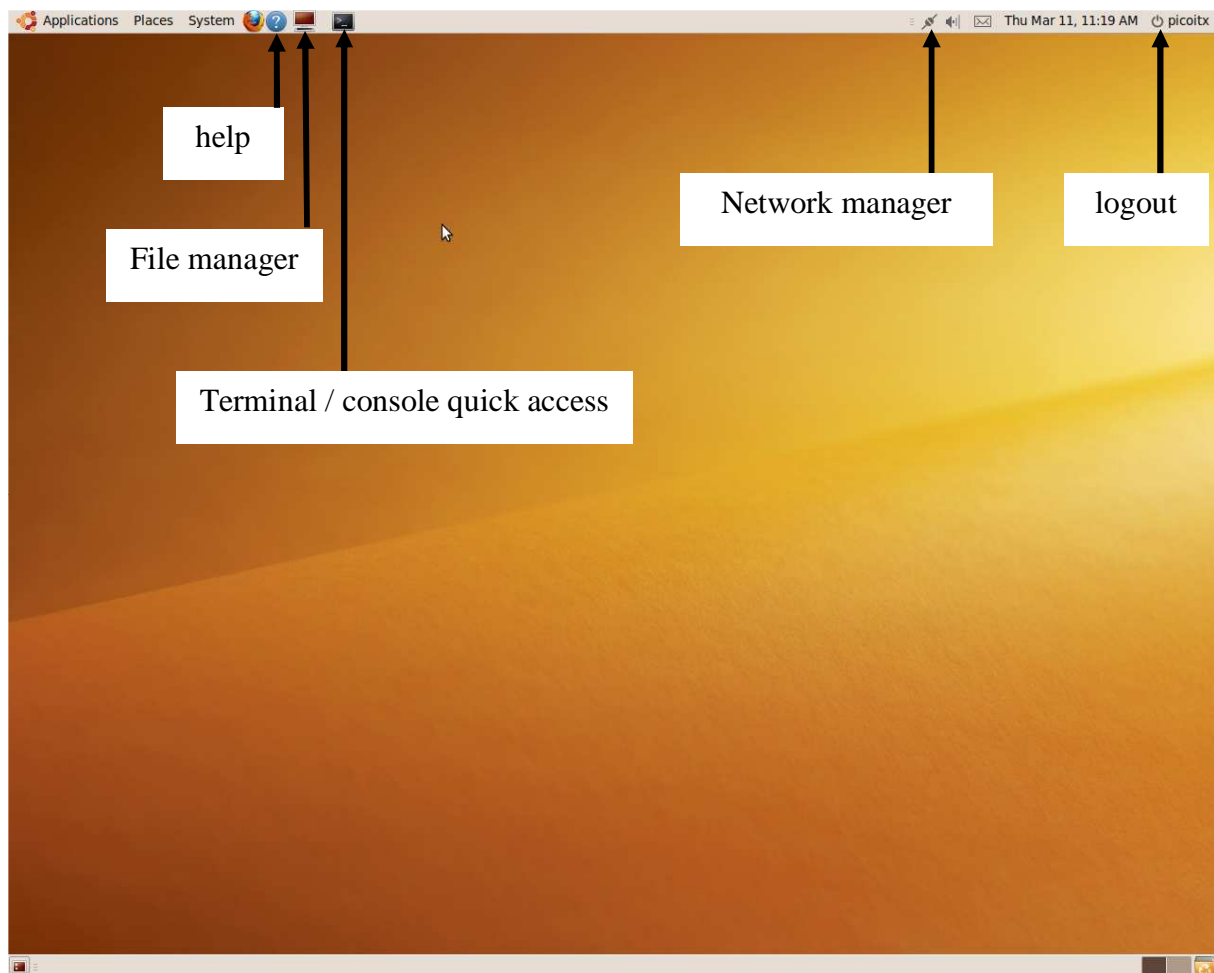 Applications Places System
Thu Mar 11, 11:19 AM picoitx
help
Network manager
logout
File manager
Terminal / console quick access